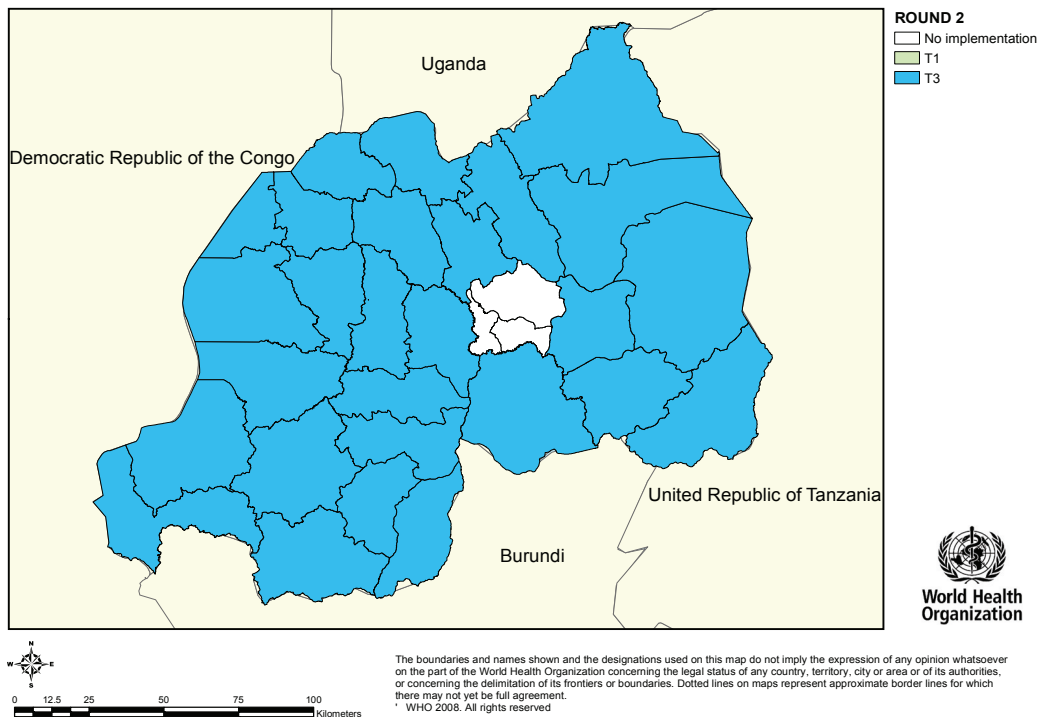 ROUND 2
No implementation
T1
T3
Uganda
Democratic Republic of the Congo
United Republic of Tanzania
Burundi
World Health
Organization
N
W E
S
0 12.5 25 50 75 100
Kilometers
The boundaries and names shown and the designations used on this map do not imply the expression of any opinion whatsoever
on the part of the World Health Organization concerning the legal status of any country, territory, city or area or of its authorities,
or concerning the delimitation of its frontiers or boundaries. Dotted lines on maps represent approximate border lines for which
there may not yet be full agreement.
' WHO 2008. All rights reserved